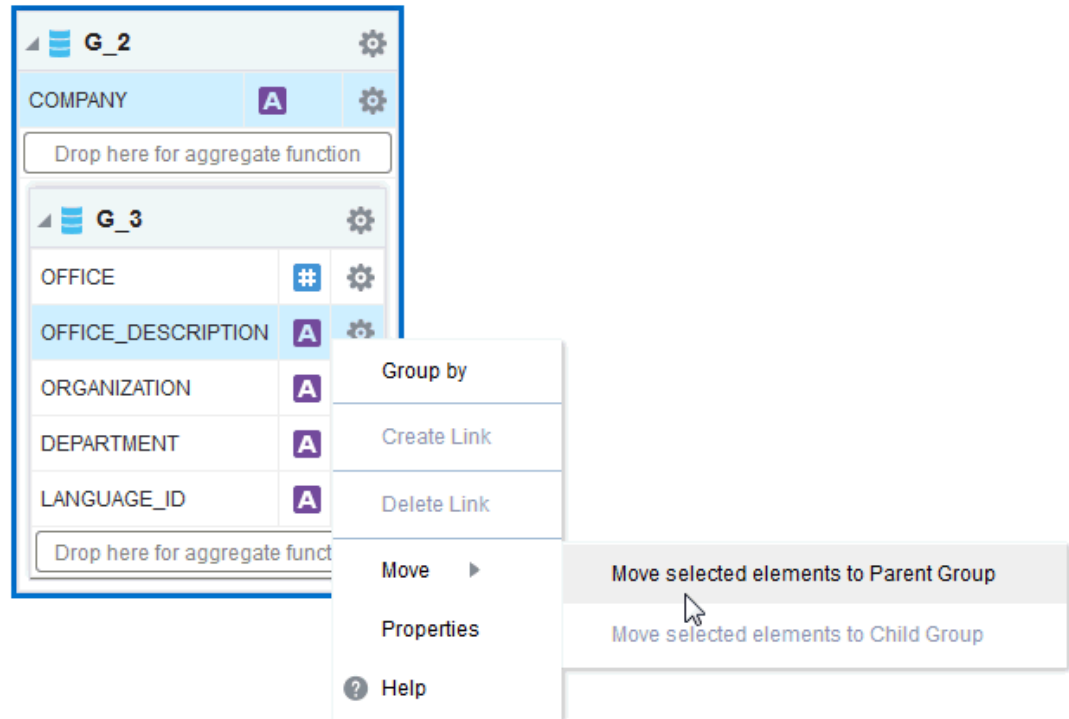 G_2
COMPANY A
Drop here for aggregate function
G_3
OFFICE #
OFFICE_DESCRIPTION A
ORGANIZATION A
DEPARTMENT A
LANGUAGE_ID A
Drop here for aggregate funct
Group by
Create Link
Delete Link
Move
Properties
? Help
Move selected elements to Parent Group
Move selected elements to Child Group